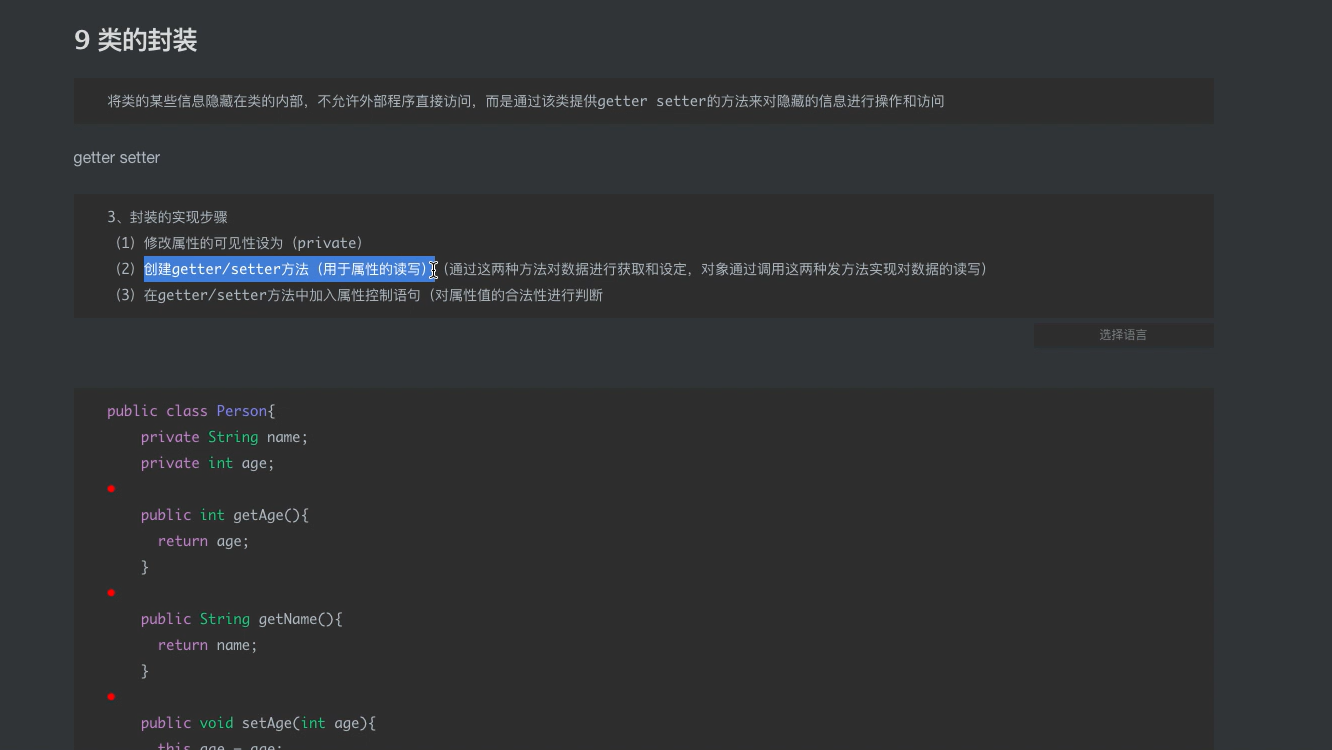 9 类的封装
将类的某些信息隐藏在类的内部，不允许外部程序直接访问，而是通过该类提供getter setter的方法来对隐藏的信息进行操作和访问
getter setter
3、封装的实现步骤
（1）修改属性的可见性设为（private）
（2）创建getter/setter方法（用于属性的读写）（通过这两种方法对数据进行获取和设定，对象通过调用这两种发方法实现对数据的读写）
（3）在getter/setter方法中加入属性控制语句（对属性值的合法性进行判断
选择语言
public class Person{
private String name;
private int age;
public int getAge(){
return age;
}
public String getName(){
return name;
}
public void setAge(int age){
this.age = age;